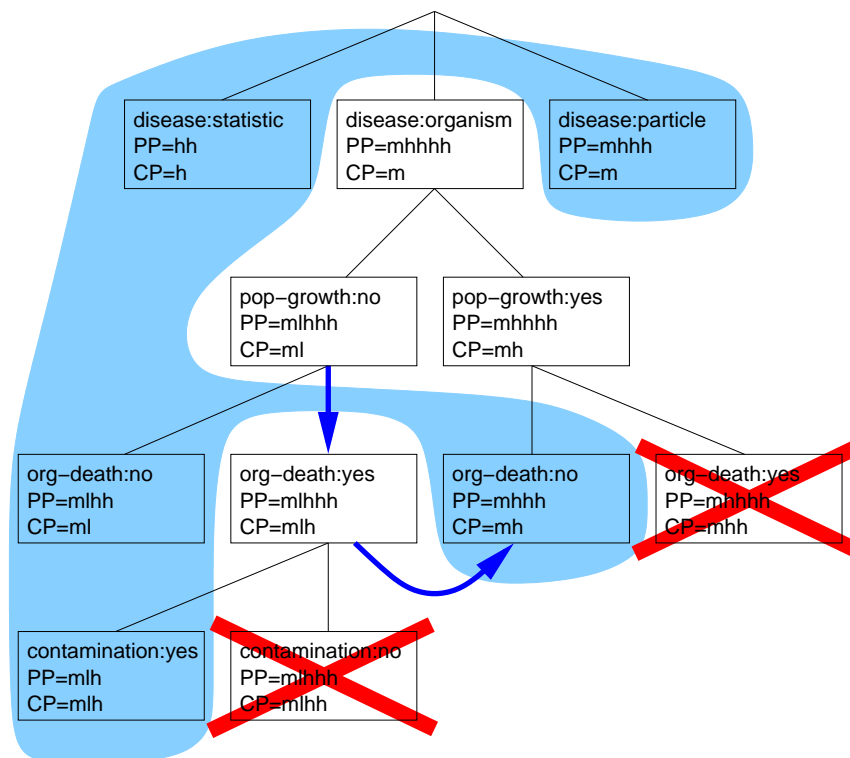 disease:statistic
PP=hh
CP=h
disease:organism
PP=mhhhh
CP=m
disease:particle
PP=mhhh
CP=m
pop−growth:no
PP=mlhhh
CP=ml
pop−growth:yes
PP=mhhhh
CP=mh
org−death:no
PP=mlhh
CP=ml
org−death:yes
PP=mlhhh
CP=mlh
org−death:no
PP=mhhh
CP=mh
org−death:yes
PP=mhhhh
CP=mhh
contamination:yes
PP=mlh
CP=mlh
contamination:no
PP=mlhhh
CP=mlhh